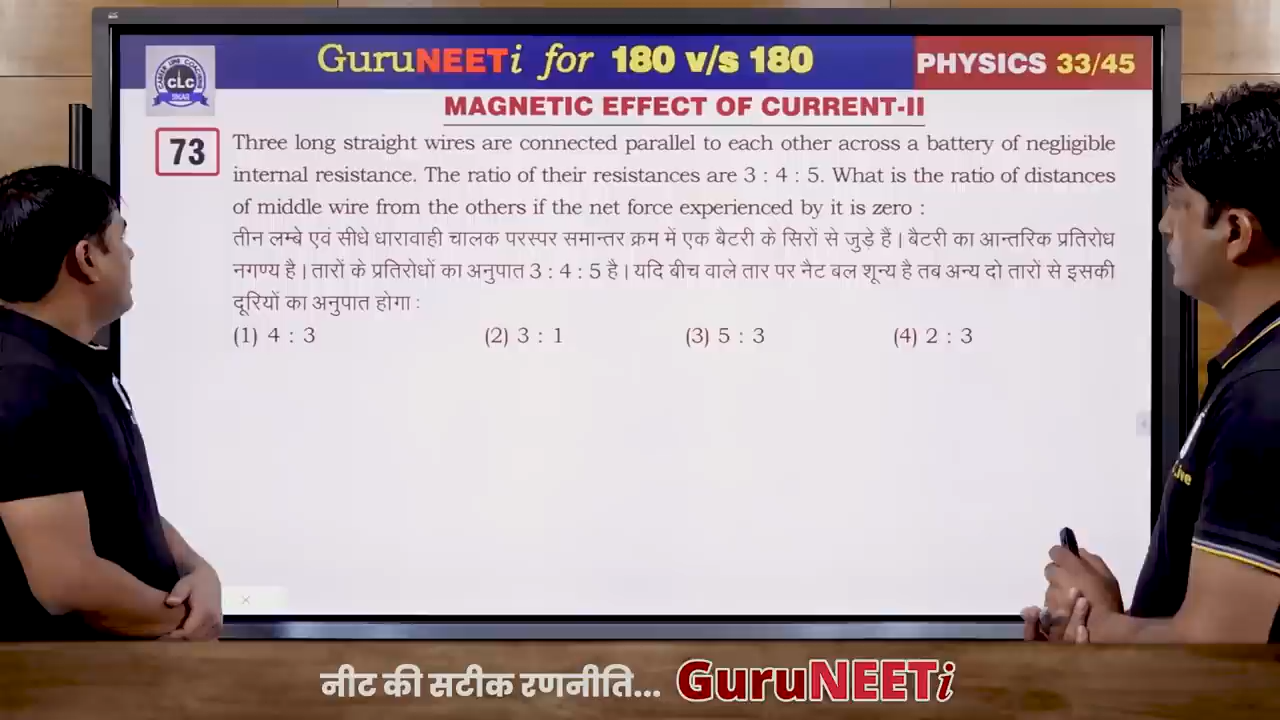 GuruNEETi for 180 v/s 180
PHYSICS 33/45
CLC
MAGNETIC EFFECT OF CURRENT-II
73
Three long straight wires are connected parallel to each other across a battery of negligible
internal resistance. The ratio of their resistances are 3 : 4 : 5. What is the ratio of distances
of middle wire from the others if the net force experienced by it is zero :
तीन लम्बे एवं सीधे धारावाही चालक परस्पर समान्तर क्रम में एक बैटरी के सिरों से जुड़े हैं। बैटरी का आन्तरिक प्रतिरोध
नगण्य है। तारों के प्रतिरोधों का अनुपात 3 : 4 : 5 है। यदि बीच वाले तार पर नैट बल शून्य है तब अन्य दो तारों से इसकी
दूरियों का अनुपात होगा :
(1) 4 : 3 (2) 3 : 1 (3) 5 : 3 (4) 2 : 3
नीट की सटीक रणनीति... GuruNEETi